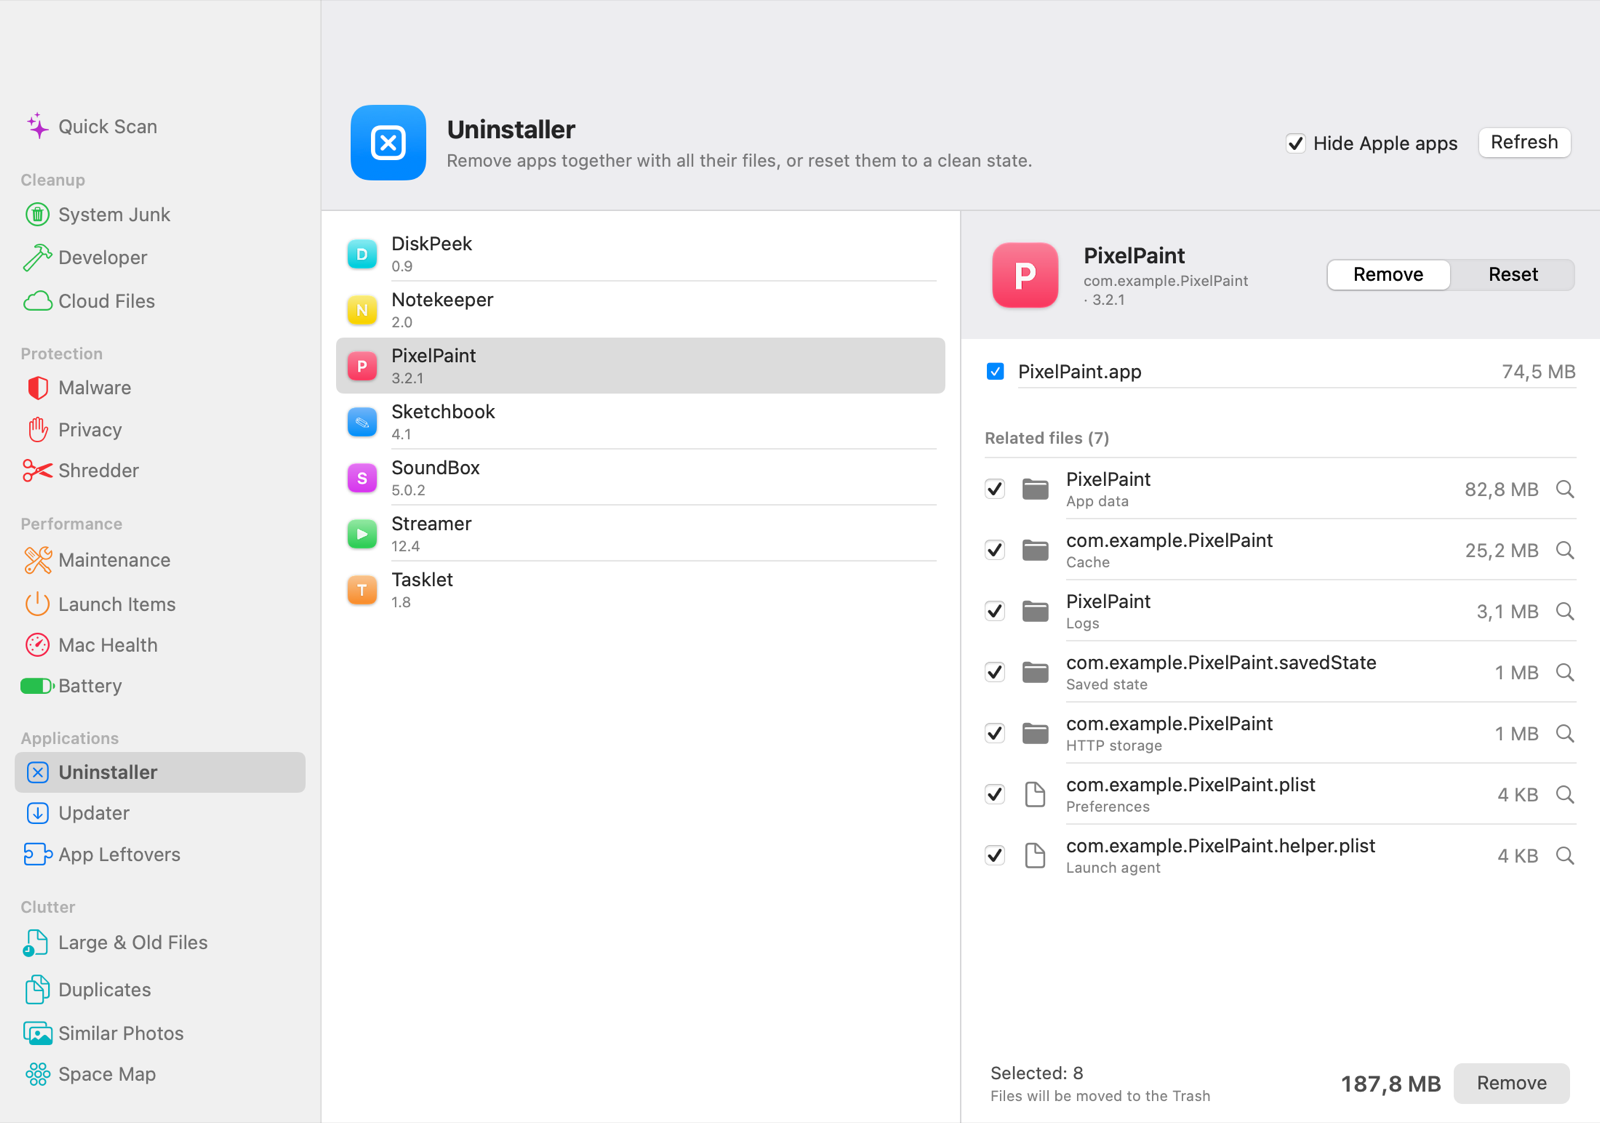 Quick Scan
Cleanup
System Junk
Developer
Cloud Files
Protection
Malware
Privacy
Shredder
Performance
Maintenance
Launch Items
Mac Health
Battery
Applications
Uninstaller
Updater
App Leftovers
Clutter
Large & Old Files
Duplicates
Similar Photos
Space Map
Uninstaller
Remove apps together with all their files, or reset them to a clean state.
Hide Apple apps
Refresh
D
DiskPeek
0.9
N
Notekeeper
2.0
P
PixelPaint
3.2.1
Sketchbook
4.1
S
SoundBox
5.0.2
Streamer
12.4
T
Tasklet
1.8
P
PixelPaint
com.example.PixelPaint
· 3.2.1
Remove
Reset
PixelPaint.app 74,5 MB
Related files (7)
PixelPaint
App data
82,8 MB
com.example.PixelPaint
Cache
25,2 MB
PixelPaint
Logs
3,1 MB
com.example.PixelPaint.savedState
Saved state
1 MB
com.example.PixelPaint
HTTP storage
1 MB
com.example.PixelPaint.plist
Preferences
4 KB
com.example.PixelPaint.helper.plist
Launch agent
4 KB
Selected: 8
Files will be moved to the Trash
187,8 MB
Remove